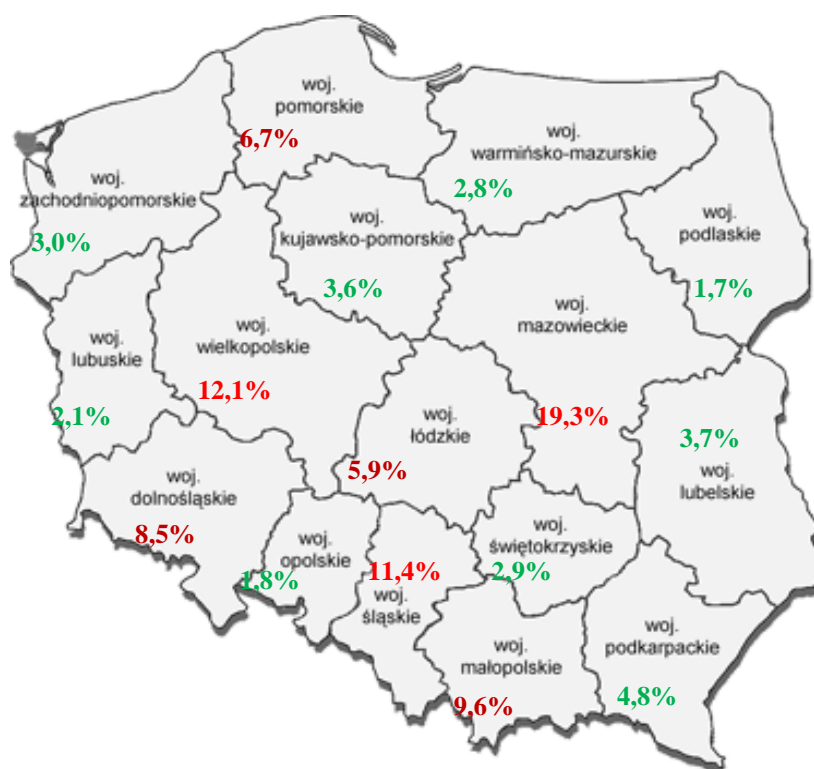 woj.
pomorskie
6,7%
woj.
warmińsko-mazurskie
2,8%
woj.
zachodniopomorskie
3,0%
woj.
kujawsko-pomorskie
3,6%
woj.
podlaskie
1,7%
woj.
mazowieckie
19,3%
woj.
wielkopolskie
12,1%
woj.
lubuskie
2,1%
woj.
łódzkie
5,9%
3,7%
woj.
lubelskie
woj.
dolnośląskie
8,5%
woj.
opolskie
1,8%
11,4%
woj.
śląskie
woj.
świętokrzyskie
2,9%
woj.
małopolskie
9,6%
woj.
podkarpackie
4,8%